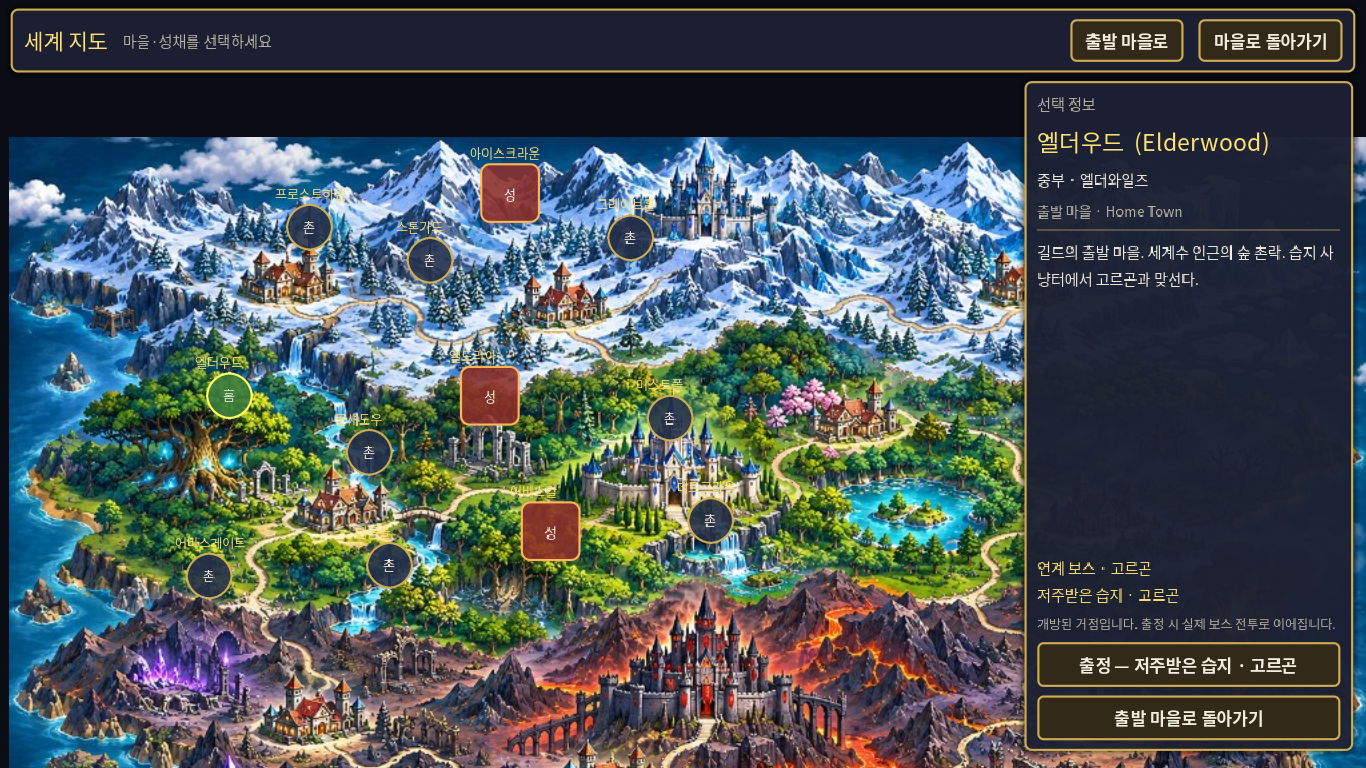 세계 지도
마을·성채를 선택하세요
출발 마을로
마을로 돌아가기
선택 정보
엘더우드 (Elderwood)
중부 · 엘더와일즈
출발 마을 · Home Town
길드의 출발 마을. 세계수 인근의 숲 촌락. 습지 사
냥터에서 고르곤과 맞선다.
아이스크라운
성
촌
스톤가드
촌
촌
엘더우드
홈
성
미스트폴
촌
촌
성
촌
촌
촌
연계 보스 · 고르곤
저주받은 습지 · 고르곤
개방된 거점입니다. 출정 시 실제 보스 전투로 이어집니다.
출정 — 저주받은 습지 · 고르곤
출발 마을로 돌아가기